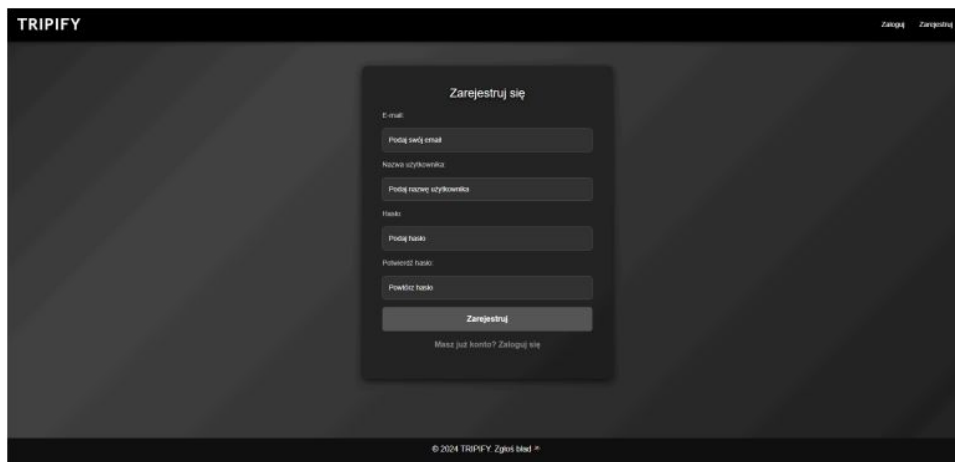 TRIPIFY
Zaloguj Zarejestruj
Zarejestruj się
E-mail:
Podaj swój email
Nazwa użytkownika:
Podaj nazwę użytkownika
Hasło:
Podaj hasło
Potwierdź hasło:
Powtórz hasło
Zarejestruj
Masz już konto? Zaloguj się
© 2024 TRIPIFY. Zgłoś błąd